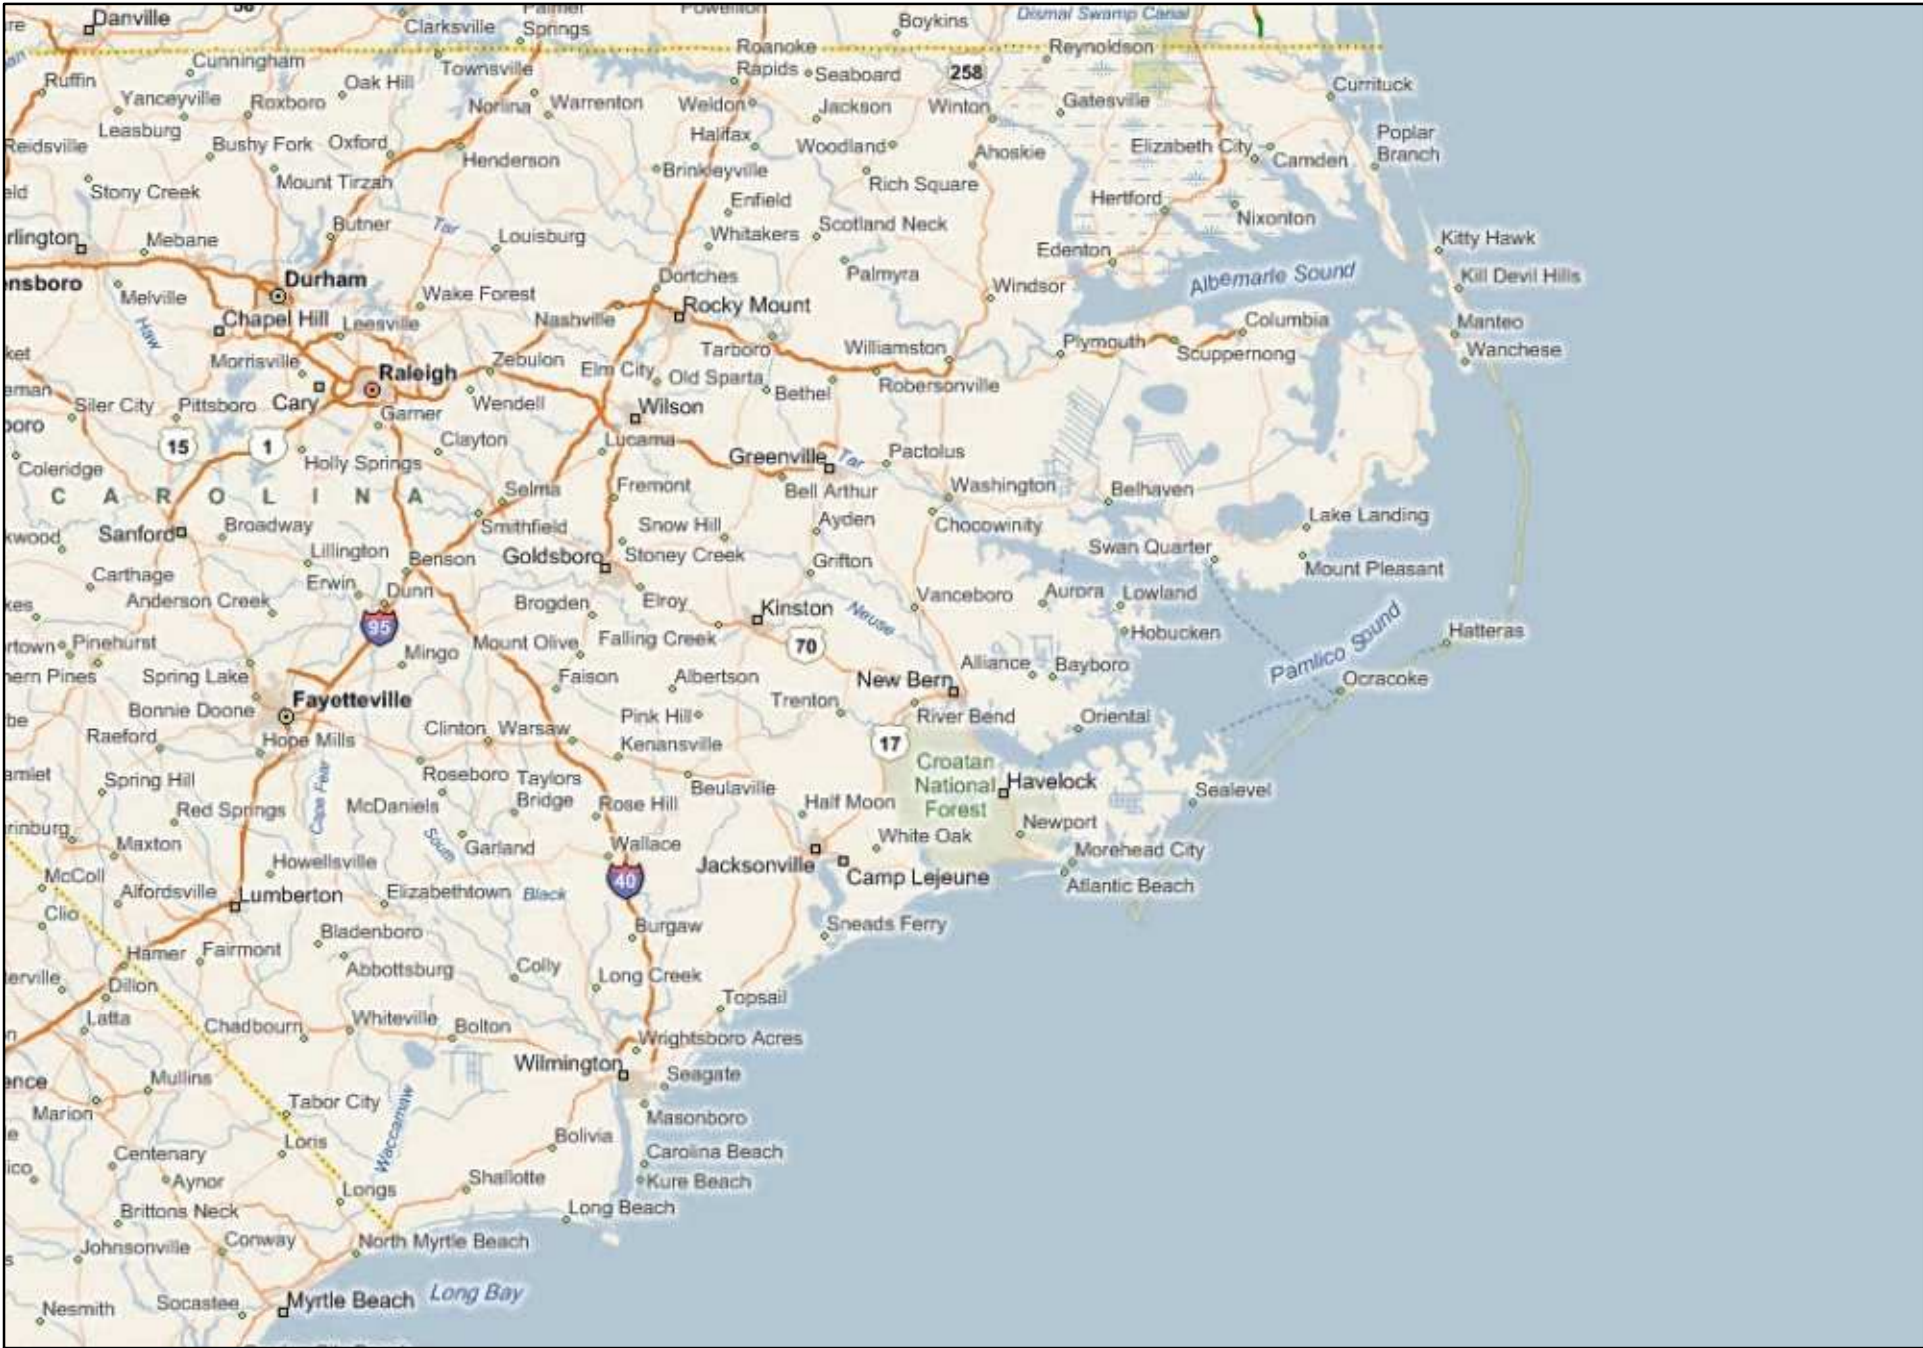 Danville
Clarksville
Springs
Boykins
Dismal Swamp Canal
Roanoke
Rapids
Reynoldson
Cunningham
Townsville
Seaboard
258
Ruffin
Oak Hill
Currituck
Yanceyville
Roxboro
Norlina
Warrenton
Weldon
Jackson
Winton
Gatesville
Leasburg
Halifax
Poplar
Branch
Reidsville
Bushy Fork
Oxford
Henderson
Woodland
Ahoskie
Elizabeth City
Camden
Brinkleyville
Stony Creek
Mount Tirzah
Rich Square
Enfield
Hertford
Nixonton
Butner
Tar
Louisburg
Whitakers
Scotland Neck
Mebane
Edenton
Kitty Hawk
Durham
Dortches
Palmyra
Albemarle Sound
Kill Devil Hills
Melville
Wake Forest
Windsor
Rocky Mount
Haw
Chapel Hill
Leesville
Nashville
Columbia
Manteo
Morrisville
Zebulon
Tarboro
Williamston
Plymouth
Scuppernong
Wanchese
Raleigh
Elm City
Old Sparta
Bethel
Robersonville
Siler City
Pittsboro
Cary
Garner
Wendell
Wilson
15
1
Clayton
Lucama
Greenville
Tar
Pactolus
Coleridge
Holly Springs
CAROLINA
Selma
Fremont
Bell Arthur
Washington
Belhaven
Sanford
Broadway
Smithfield
Snow Hill
Ayden
Chocowinity
Lake Landing
Lillington
Benson
Goldsboro
Stoney Creek
Grifton
Swan Quarter
Mount Pleasant
Carthage
Erwin
Dunn
Anderson Creek
Brogden
Elroy
Kinston
Neuse
Vanceboro
Aurora
Lowland
95
Pinehurst
Mount Olive
Falling Creek
70
Hobucken
Pamlico Sound
Hatteras
Mingo
Spring Lake
Faison
Albertson
Alliance
Bayboro
New Bern
Ocracoke
Fayetteville
Trenton
Bonnie Doone
Pink Hill
River Bend
Oriental
Raeford
Hope Mills
Clinton
Warsaw
Kenansville
17
Croatan
National
Forest
Havelock
Spring Hill
Cape Fear
Roseboro
Taylors
Bridge
Beulaville
Sealevel
Red Springs
McDaniels
Rose Hill
Half Moon
Newport
Maxton
South
Garland
Wallace
White Oak
Morehead City
Howellsville
Jacksonville
Camp Lejeune
McColl
Alfordsville
Lumberton
Elizabethtown
Black
40
Atlantic Beach
Clio
Bladenboro
Burgaw
Sneads Ferry
Hamer
Fairmont
Abbottsburg
Colly
Long Creek
Dillon
Topsail
Latta
Chadbourn
Whiteville
Bolton
Wrightsboro Acres
Wilmington
Seagate
Mullins
Marion
Tabor City
Waccamaw
Masonboro
Loris
Bolivia
Carolina Beach
Centenary
Aynor
Shallotte
Kure Beach
Longs
Long Beach
Brittons Neck
Johnsonville
Conway
North Myrtle Beach
Nesmith
Socastee
Myrtle Beach
Long Bay